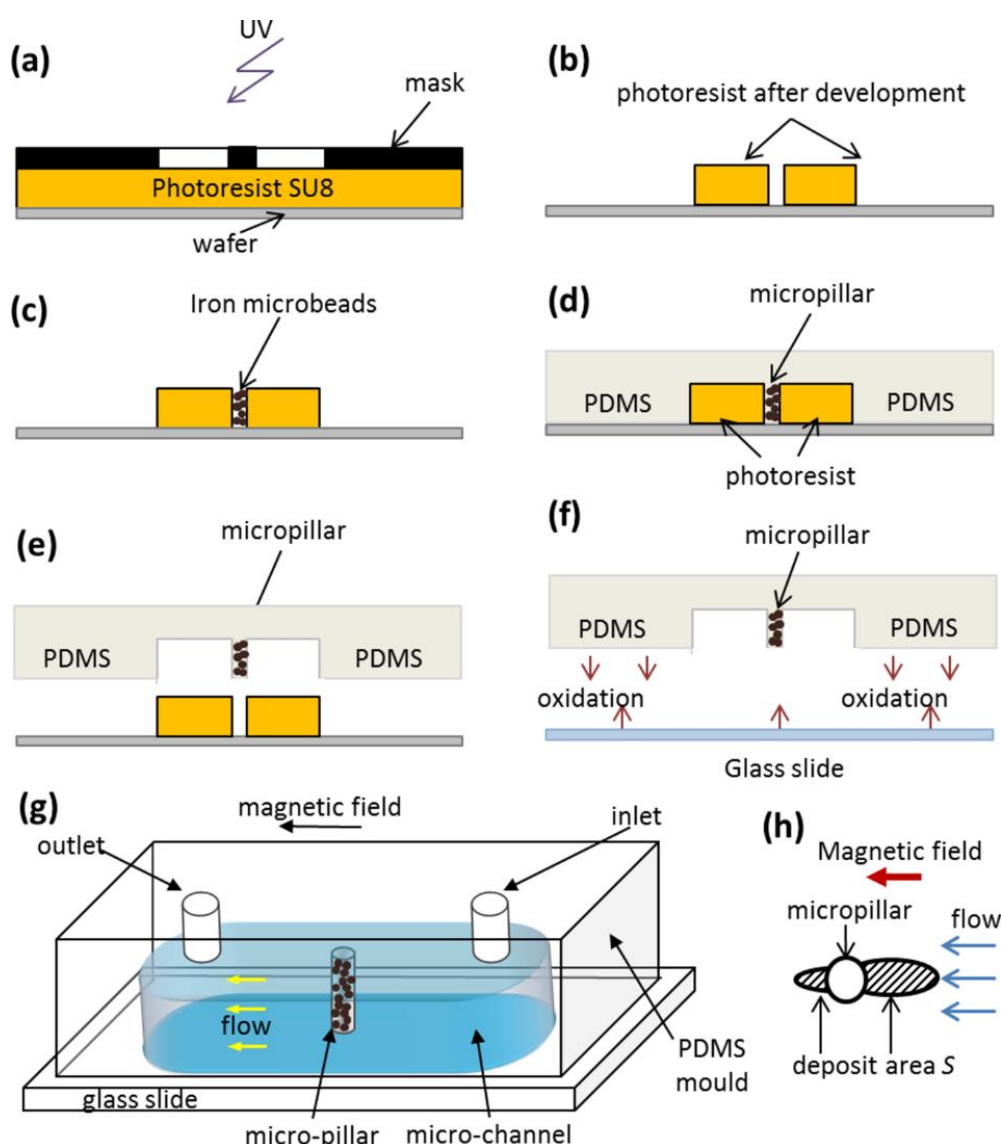 (a)
UV
mask
Photoresist SU8
wafer
(b)
photoresist after development
(c)
Iron microbeads
(d)
micropillar
PDMS
PDMS
photoresist
(e)
micropillar
PDMS
PDMS
(f)
micropillar
PDMS
PDMS
oxidation
oxidation
Glass slide
(g)
magnetic field
inlet
outlet
flow
PDMS
mould
glass slide
micro-pillar
micro-channel
(h)
Magnetic field
micropillar
flow
deposit area S